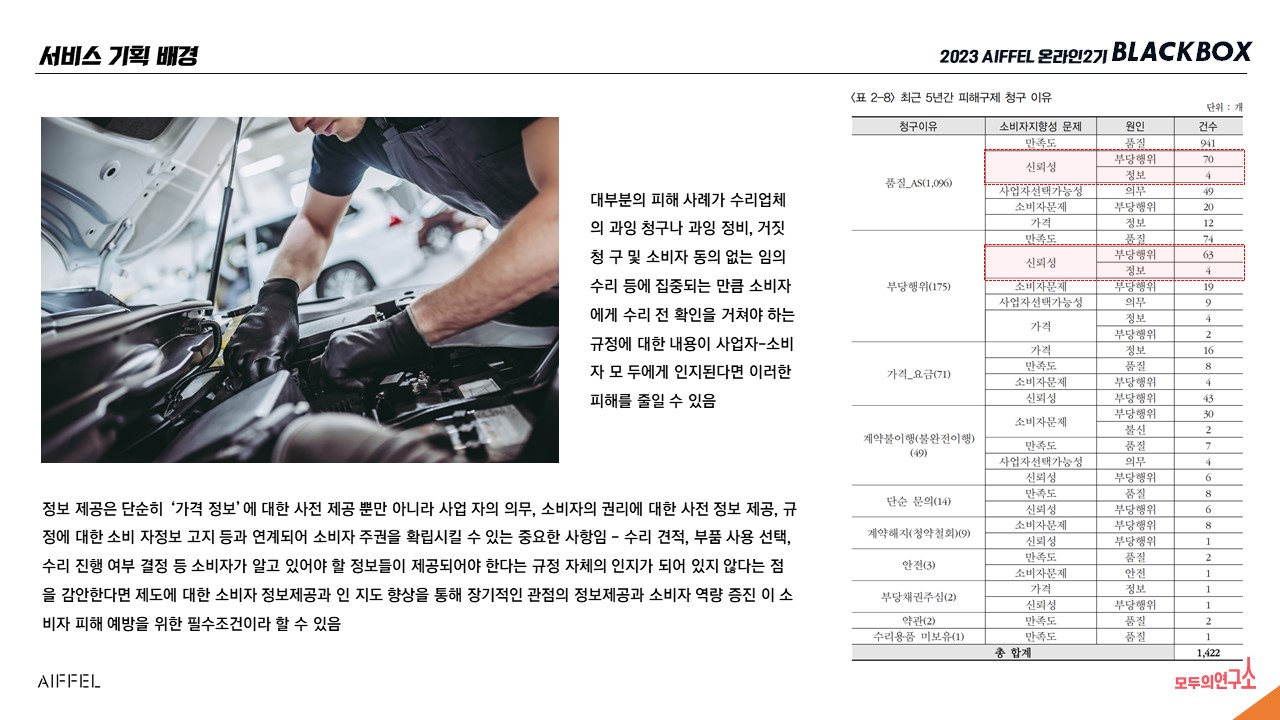 서비스 기획 배경
2023 AIFFEL 온라인2기 BLACKBOX
대부분의 피해 사례가 수리업체
의 과잉 청구나 과잉 정비, 거짓
청 구 및 소비자 동의 없는 임의
수리 등에 집중되는 만큼 소비자
에게 수리 전 확인을 거쳐야 하는
규정에 대한 내용이 사업자-소비
자 모 두에게 인지된다면 이러한
피해를 줄일 수 있음
정보 제공은 단순히 ‘가격 정보’에 대한 사전 제공 뿐만 아니라 사업 자의 의무, 소비자의 권리에 대한 사전 정보 제공, 규
정에 대한 소비 자정보 고지 등과 연계되어 소비자 주권을 확립시킬 수 있는 중요한 사항임 - 수리 견적, 부품 사용 선택,
수리 진행 여부 결정 등 소비자가 알고 있어야 할 정보들이 제공되어야 한다는 규정 자체의 인지가 되어 있지 않다는 점
을 감안한다면 제도에 대한 소비자 정보제공과 인 지도 향상을 통해 장기적인 관점의 정보제공과 소비자 역량 증진 이 소
비자 피해 예방을 위한 필수조건이라 할 수 있음
<표 2-8> 최근 5년간 피해구제 청구 이유
단위 : 개
청구이유 소비자지향성 문제 원인 건수
품질_AS(1,096) 만족도 품질 941
신뢰성 부당행위 70
정보 4
사업자선택가능성 의무 49
소비자문제 부당행위 20
가격 정보 12
부당행위(175) 만족도 품질 74
신뢰성 부당행위 63
정보 4
소비자문제 부당행위 19
사업자선택가능성 의무 9
가격 정보 4
부당행위 2
가격_요금(71) 가격 정보 16
만족도 품질 8
소비자문제 부당행위 4
신뢰성 부당행위 43
계약불이행(불완전이행)
(49) 소비자문제 부당행위 30
불신 2
만족도 품질 7
사업자선택가능성 의무 4
신뢰성 부당행위 6
단순 문의(14) 만족도 품질 8
신뢰성 부당행위 6
계약해지(청약철회)(9) 소비자문제 부당행위 8
신뢰성 부당행위 1
안전(3) 만족도 품질 2
소비자문제 안전 1
부당채권추심(2) 가격 정보 1
신뢰성 부당행위 1
약관(2) 만족도 품질 2
수리용품 미보유(1) 만족도 품질 1
총 합계 1,422
AIFFEL
모두의연구소